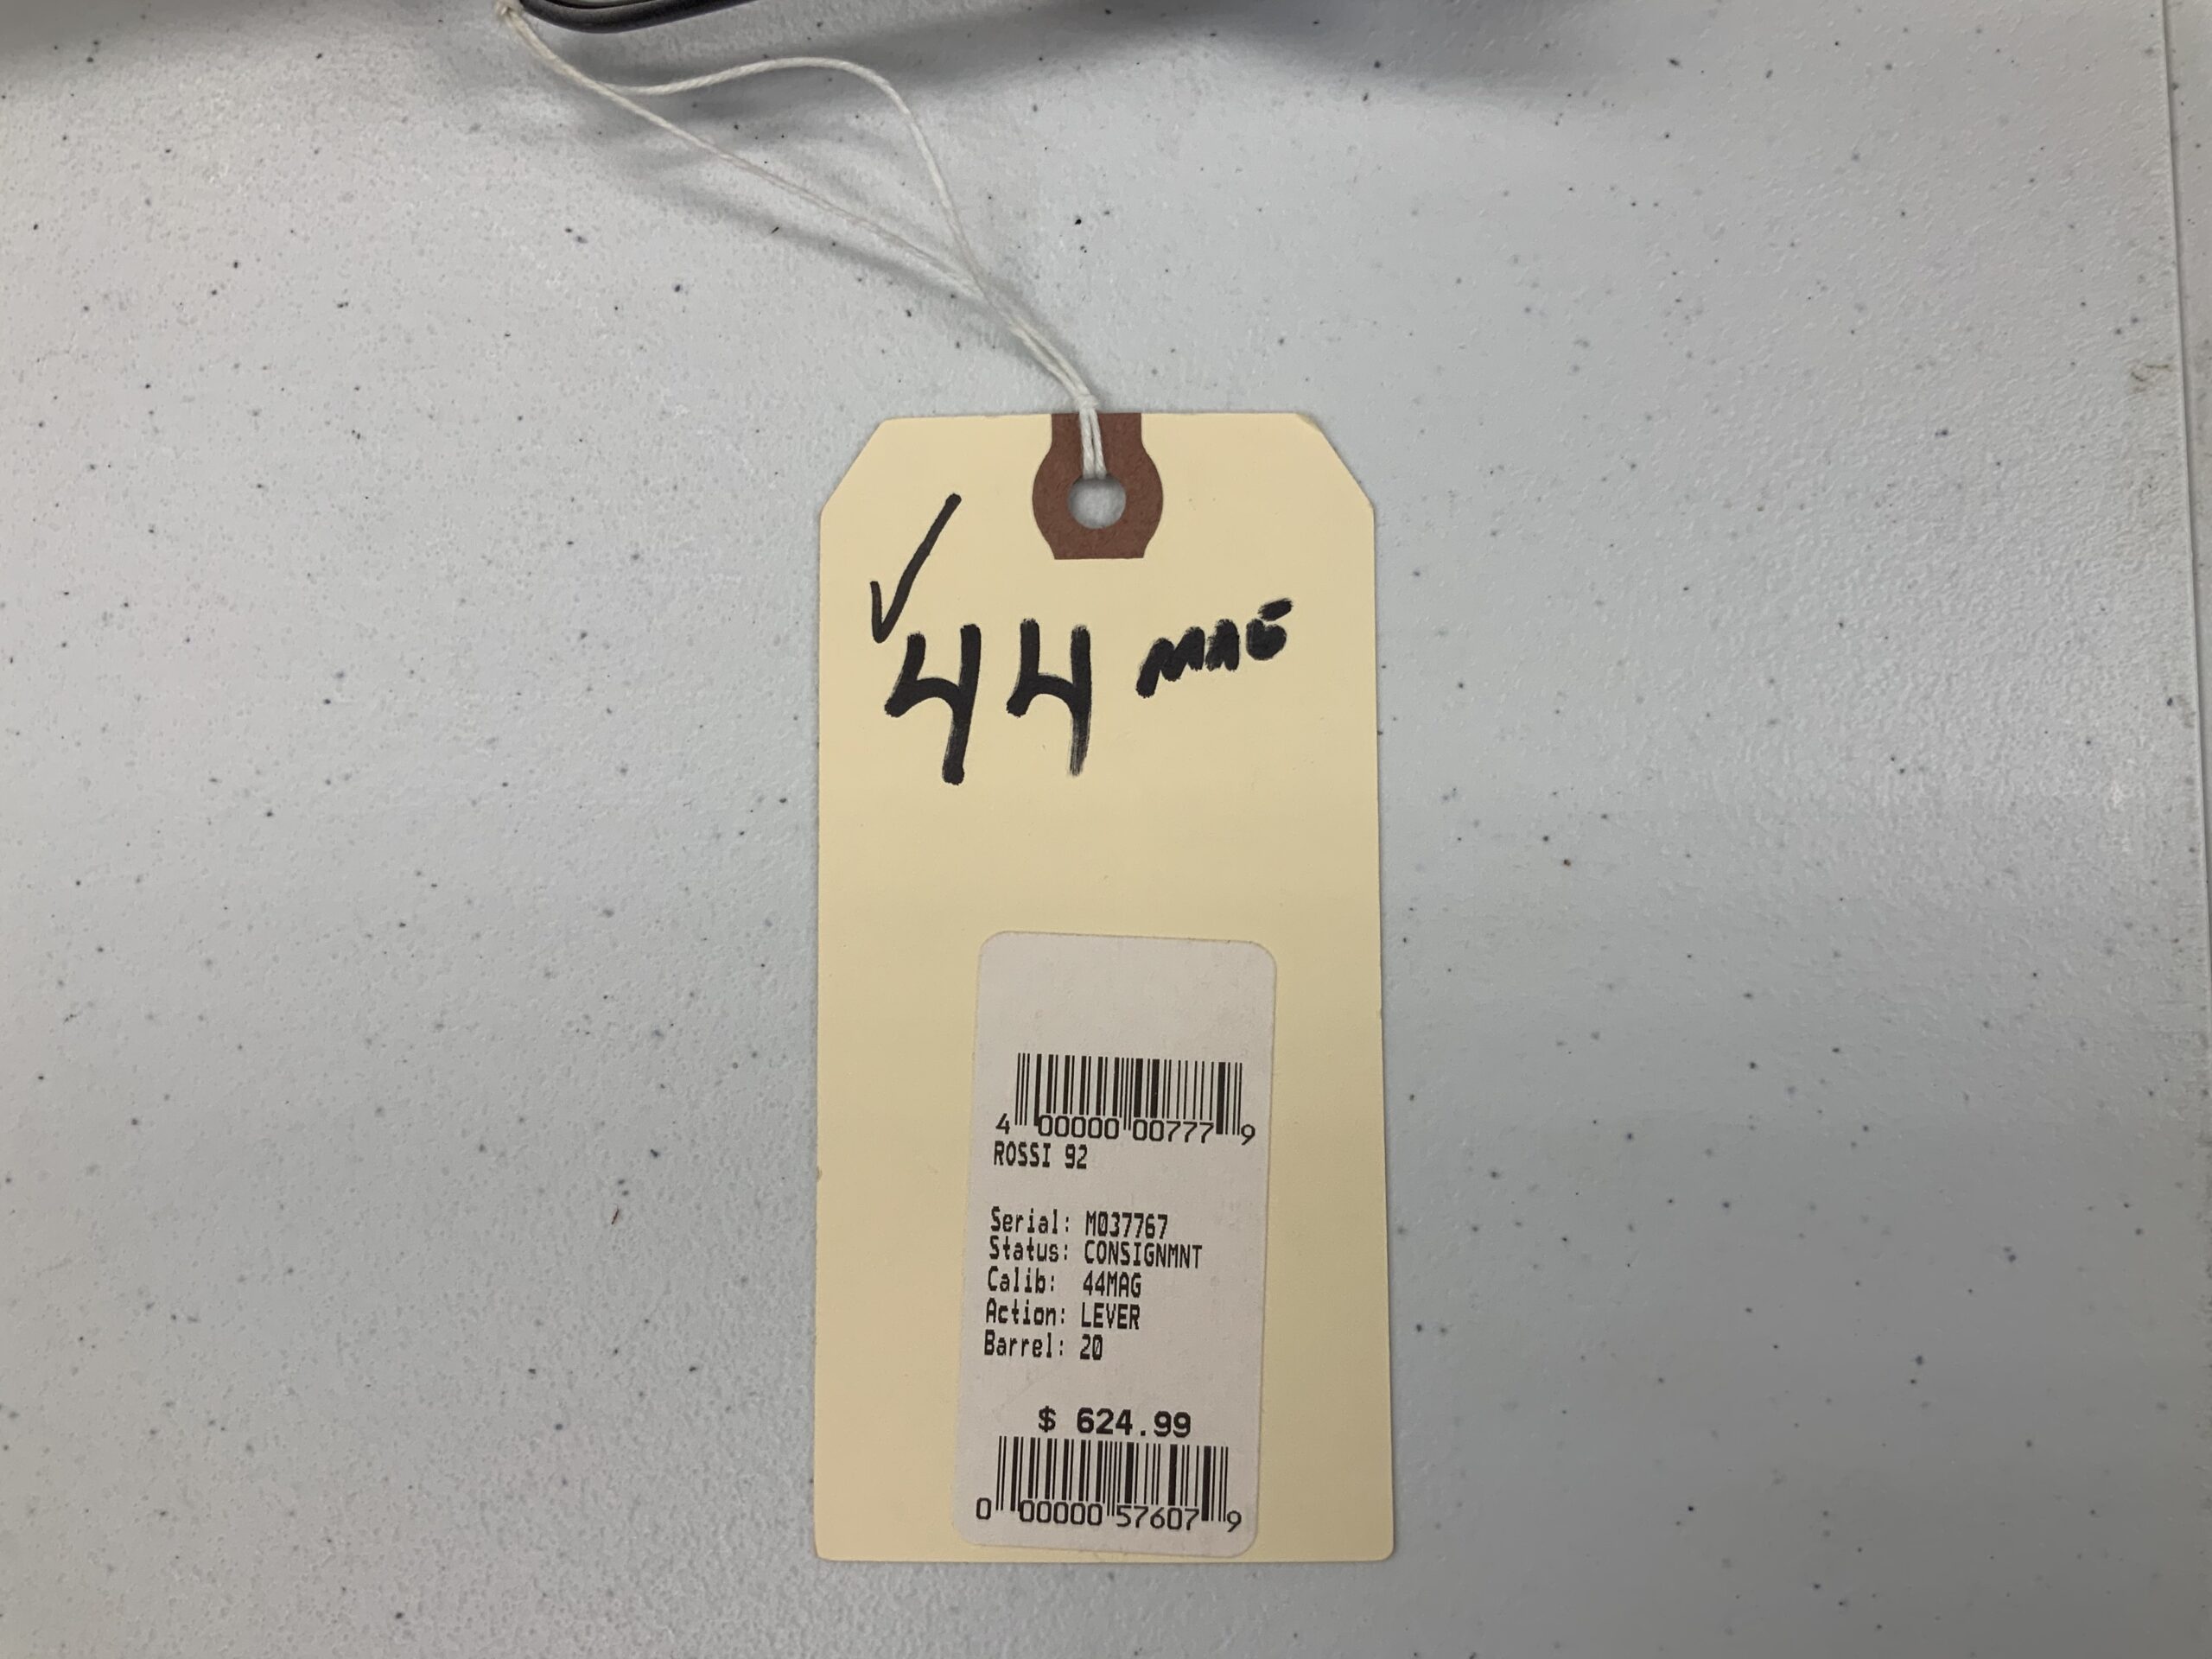 ✓
44 MAG
4 00000 00777 9
ROSSI 92
Serial: M037767
Status: CONSIGNMNT
Calib: 44MAG
Action: LEVER
Barrel: 20
$ 624.99
0 00000 57607 9